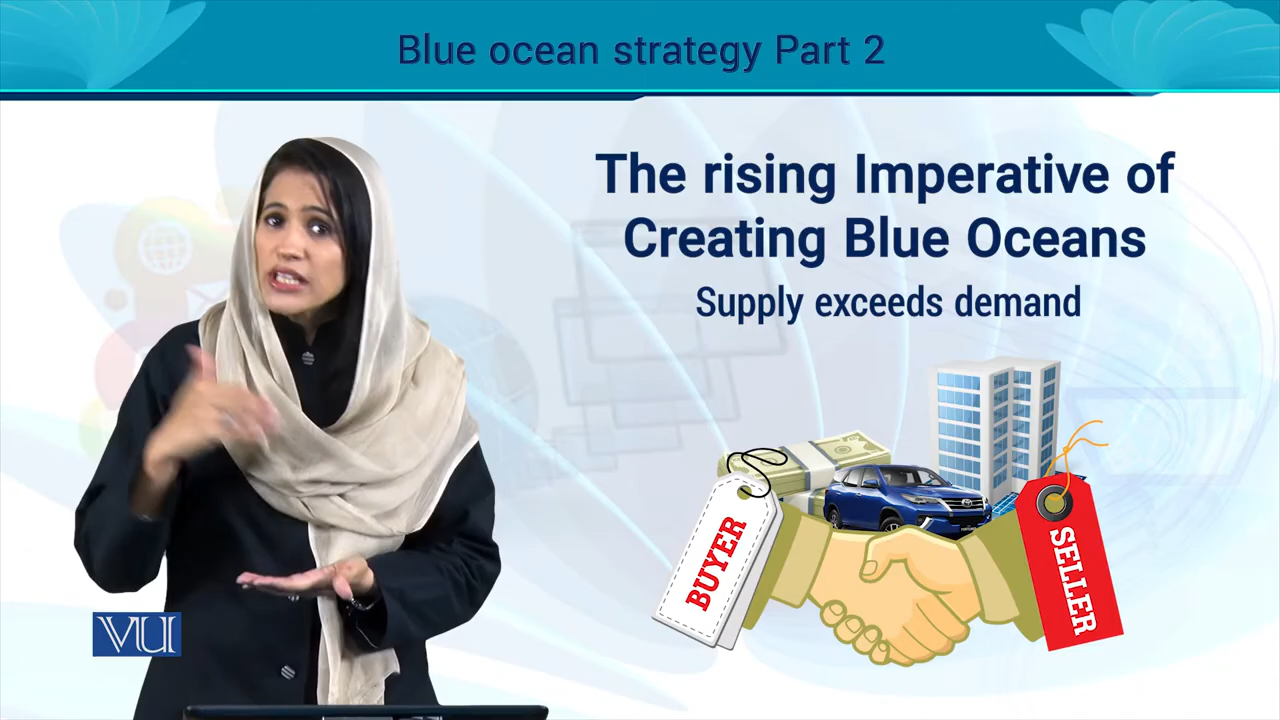 Blue ocean strategy Part 2
The rising Imperative of
Creating Blue Oceans
Supply exceeds demand
BUYER
SELLER
VU